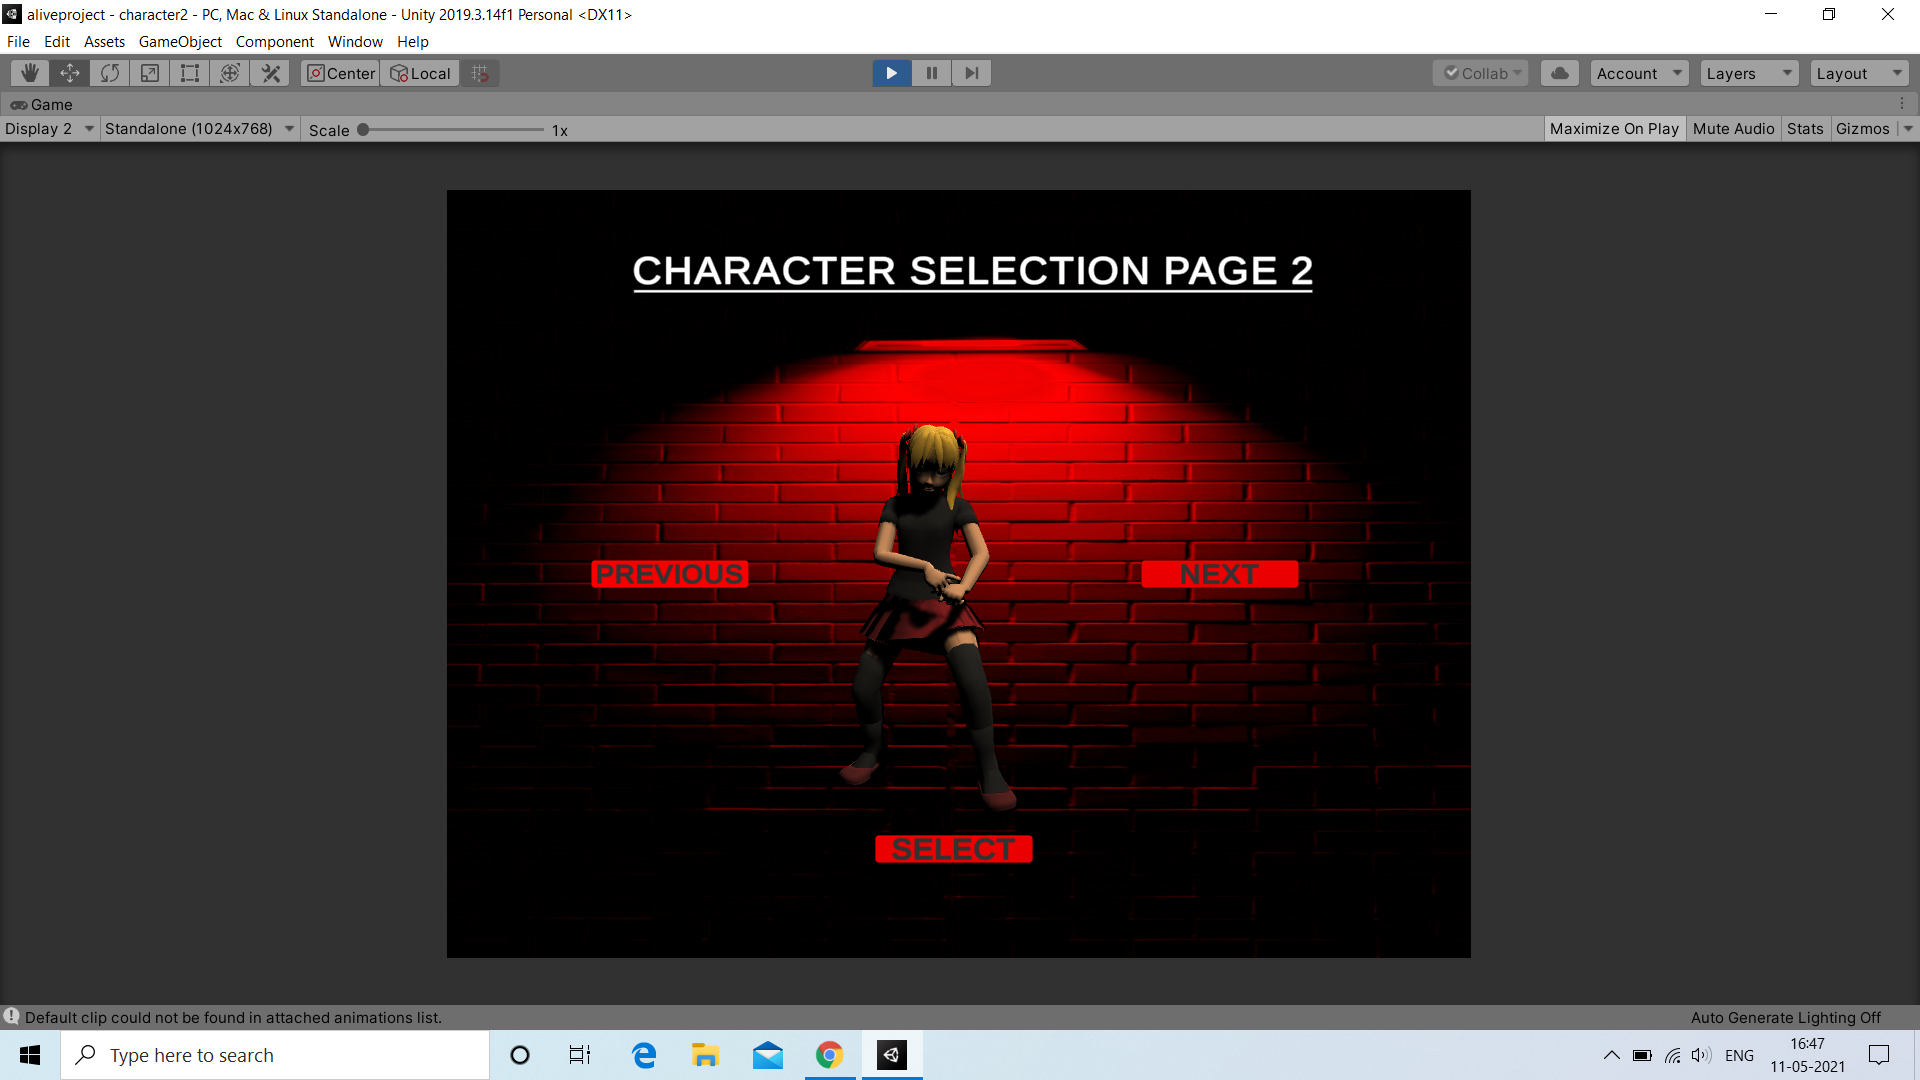 aliveproject - character2 - PC, Mac & Linux Standalone - Unity 2019.3.14f1 Personal <DX11>
File Edit Assets GameObject Component Window Help
Center Local Collab Account Layers Layout
Game
Display 2 Standalone (1024x768) Scale 1x Maximize On Play Mute Audio Stats Gizmos
CHARACTER SELECTION PAGE 2
PREVIOUS NEXT
SELECT
Default clip could not be found in attached animations list. Auto Generate Lighting Off
Type here to search ENG 16:47
11-05-2021